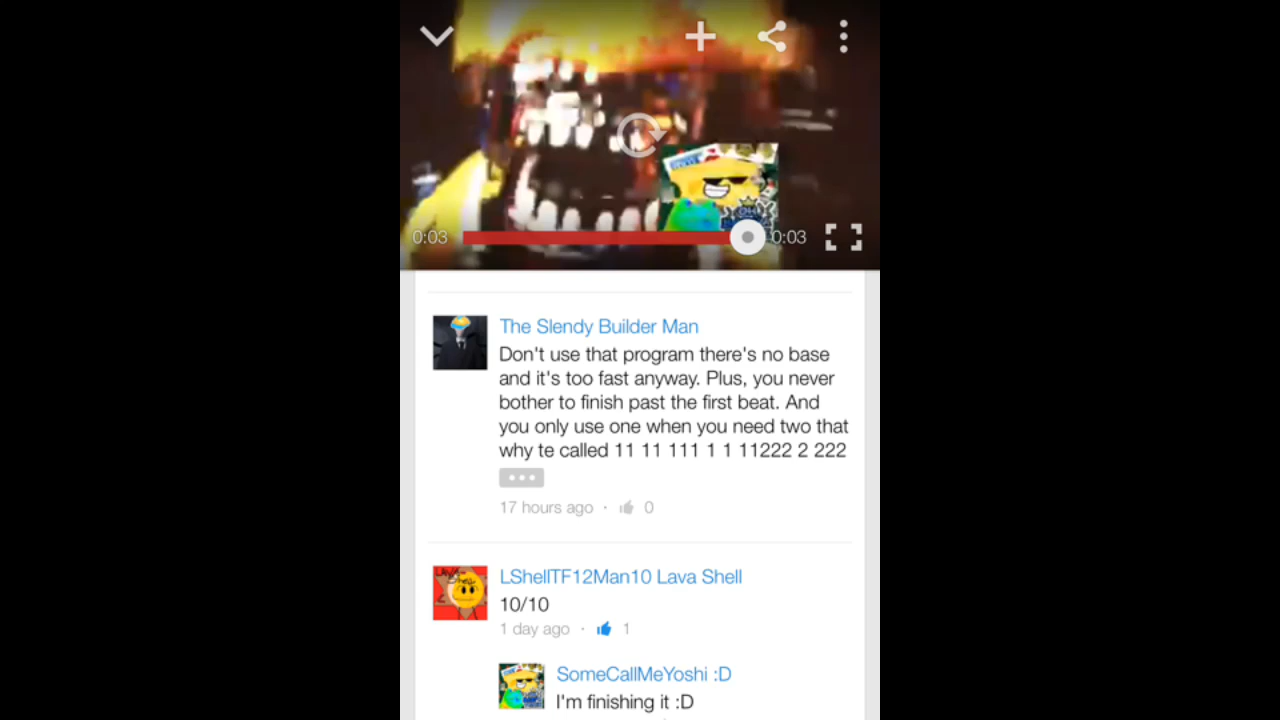 0:03
0:03
The Slendy Builder Man
Don't use that program there's no base
and it's too fast anyway. Plus, you never
bother to finish past the first beat. And
you only use one when you need two that
why te called 11 11 111 1 1 11222 2 222
17 hours ago · 0
LShellTF12Man10 Lava Shell
10/10
1 day ago · 1
SomeCallMeYoshi :D
I'm finishing it :D